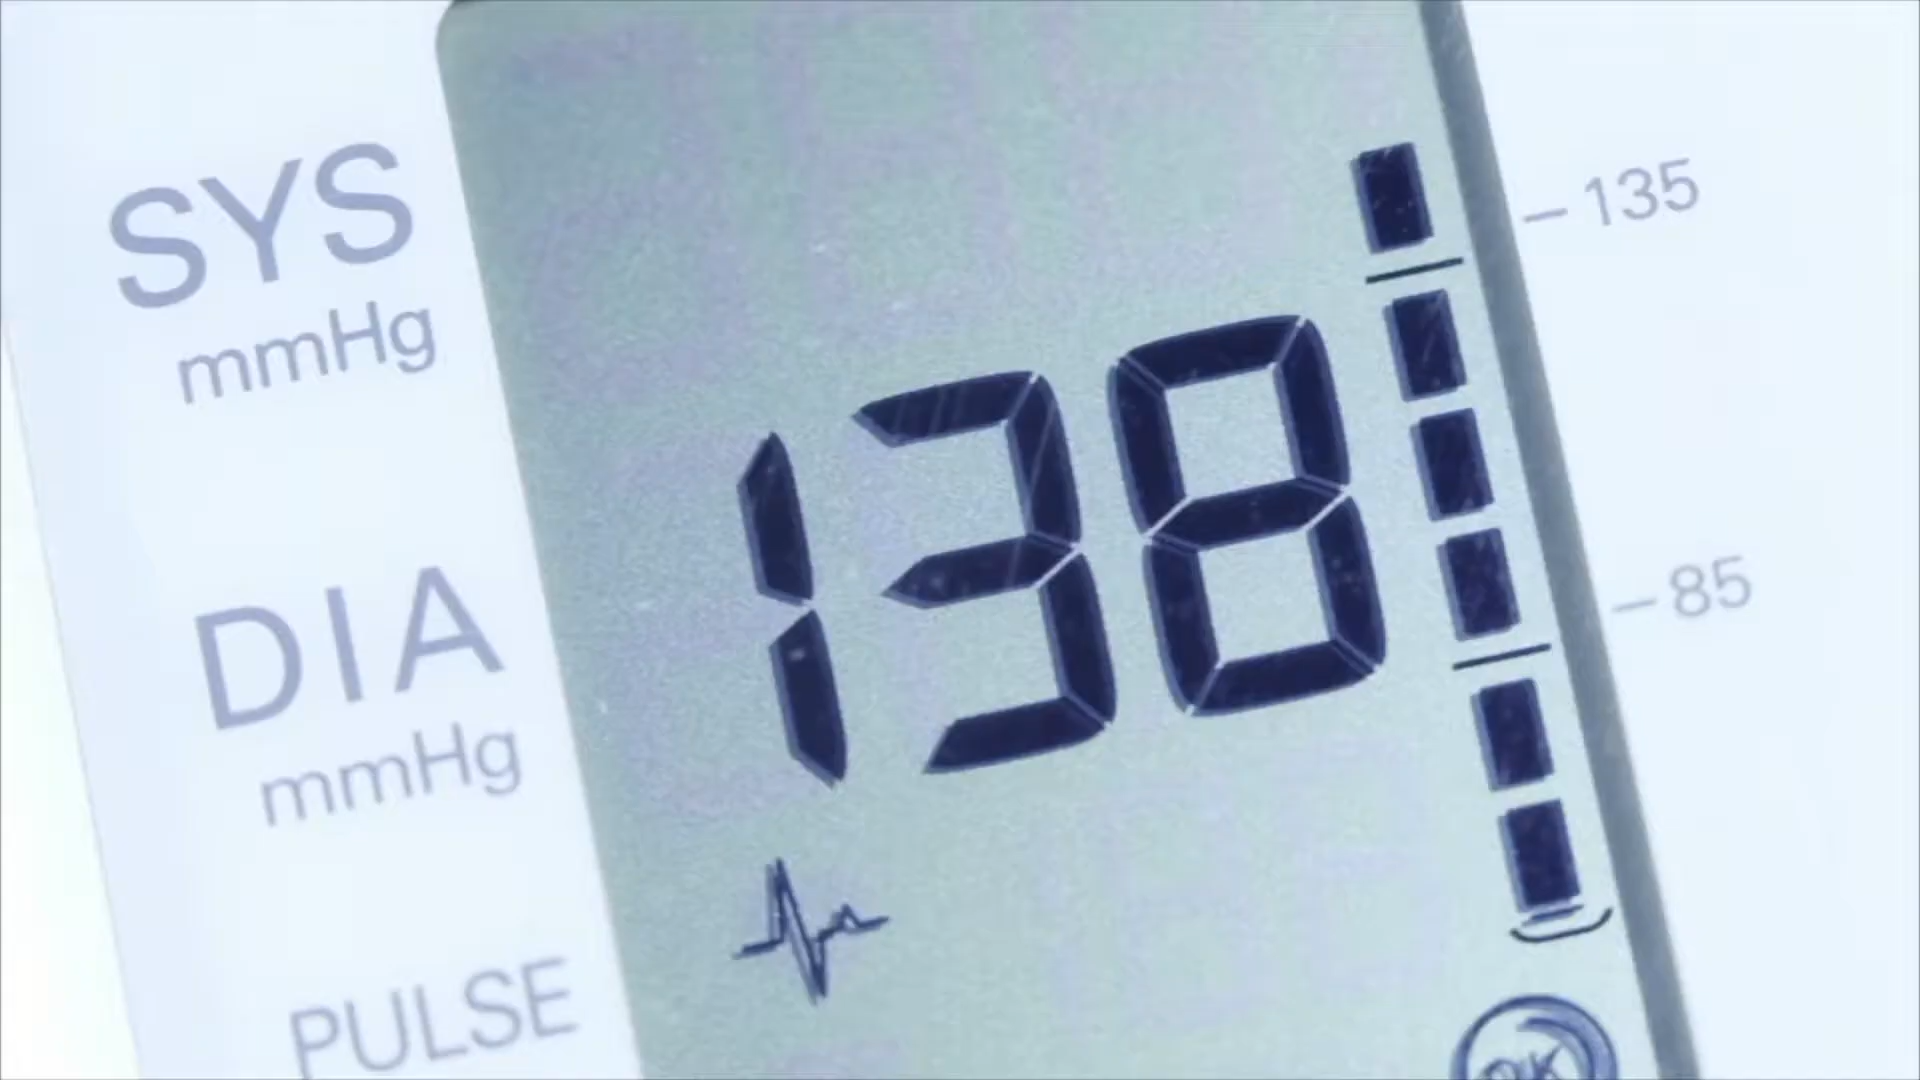 SYS
mmHg
– 135
138
DIA
mmHg
– 85
PULSE